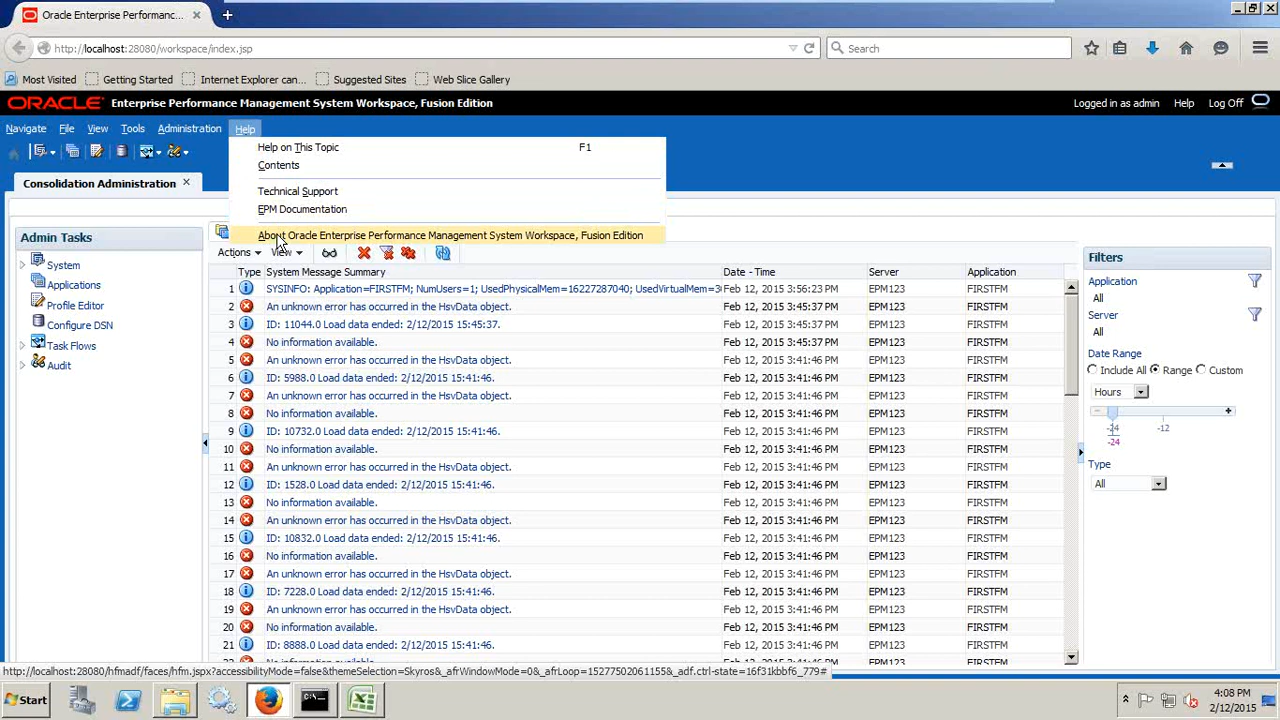 Oracle Enterprise Performanc...
http://localhost:28080/workspace/index.jsp
Search
Most Visited Getting Started Internet Explorer can... Suggested Sites Web Slice Gallery
ORACLE Enterprise Performance Management System Workspace, Fusion Edition
Logged in as admin Help Log Off
Navigate File View Tools Administration Help
Help on This Topic F1
Contents
Technical Support
EPM Documentation
About Oracle Enterprise Performance Management System Workspace, Fusion Edition
Consolidation Administration
Admin Tasks
System
Applications
Profile Editor
Configure DSN
Task Flows
Audit
Actions View
Type System Message Summary Date - Time Server Application
1 SYSINFO: Application=FIRSTFM; NumUsers=1; UsedPhysicalMem=16227287040; UsedVirtualMem=3 Feb 12, 2015 3:56:23 PM EPM123 FIRSTFM
2 An unknown error has occurred in the HsvData object. Feb 12, 2015 3:45:37 PM EPM123 FIRSTFM
3 ID: 11044.0 Load data ended: 2/12/2015 15:45:37. Feb 12, 2015 3:45:37 PM EPM123 FIRSTFM
4 No information available. Feb 12, 2015 3:45:37 PM EPM123 FIRSTFM
5 An unknown error has occurred in the HsvData object. Feb 12, 2015 3:41:46 PM EPM123 FIRSTFM
6 ID: 5988.0 Load data ended: 2/12/2015 15:41:46. Feb 12, 2015 3:41:46 PM EPM123 FIRSTFM
7 An unknown error has occurred in the HsvData object. Feb 12, 2015 3:41:46 PM EPM123 FIRSTFM
8 No information available. Feb 12, 2015 3:41:46 PM EPM123 FIRSTFM
9 ID: 10732.0 Load data ended: 2/12/2015 15:41:46. Feb 12, 2015 3:41:46 PM EPM123 FIRSTFM
10 No information available. Feb 12, 2015 3:41:46 PM EPM123 FIRSTFM
11 An unknown error has occurred in the HsvData object. Feb 12, 2015 3:41:46 PM EPM123 FIRSTFM
12 ID: 1528.0 Load data ended: 2/12/2015 15:41:46. Feb 12, 2015 3:41:46 PM EPM123 FIRSTFM
13 No information available. Feb 12, 2015 3:41:46 PM EPM123 FIRSTFM
14 An unknown error has occurred in the HsvData object. Feb 12, 2015 3:41:46 PM EPM123 FIRSTFM
15 ID: 10832.0 Load data ended: 2/12/2015 15:41:46. Feb 12, 2015 3:41:46 PM EPM123 FIRSTFM
16 No information available. Feb 12, 2015 3:41:46 PM EPM123 FIRSTFM
17 An unknown error has occurred in the HsvData object. Feb 12, 2015 3:41:46 PM EPM123 FIRSTFM
18 ID: 7228.0 Load data ended: 2/12/2015 15:41:46. Feb 12, 2015 3:41:46 PM EPM123 FIRSTFM
19 An unknown error has occurred in the HsvData object. Feb 12, 2015 3:41:46 PM EPM123 FIRSTFM
20 No information available. Feb 12, 2015 3:41:46 PM EPM123 FIRSTFM
21 ID: 8888.0 Load data ended: 2/12/2015 15:41:46. Feb 12, 2015 3:41:46 PM EPM123 FIRSTFM
Filters
Application
All
Server
All
Date Range
Include All Range Custom
Hours
-24 -12
-24
Type
All
http://localhost:28080/hfmadf/faces/hfm.jspx?accessibilityMode=false&themeSelection=Skyros&_afrWindowMode=0&_afrLoop=1527750206 1155&_adf.ctrl-state=16f31kbbf6_779#
Start
4:08 PM
2/12/2015